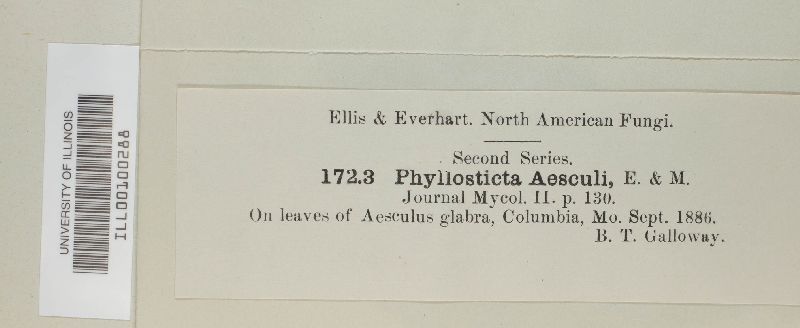 UNIVERSITY OF ILLINOIS
ILL00100288
Ellis & Everhart. North American Fungi.
Second Series.
172.3 Phyllosticta Aesculi, E. & M.
Journal Mycol. II. p. 130.
On leaves of Aesculus glabra, Columbia, Mo. Sept. 1886.
B. T. Galloway.